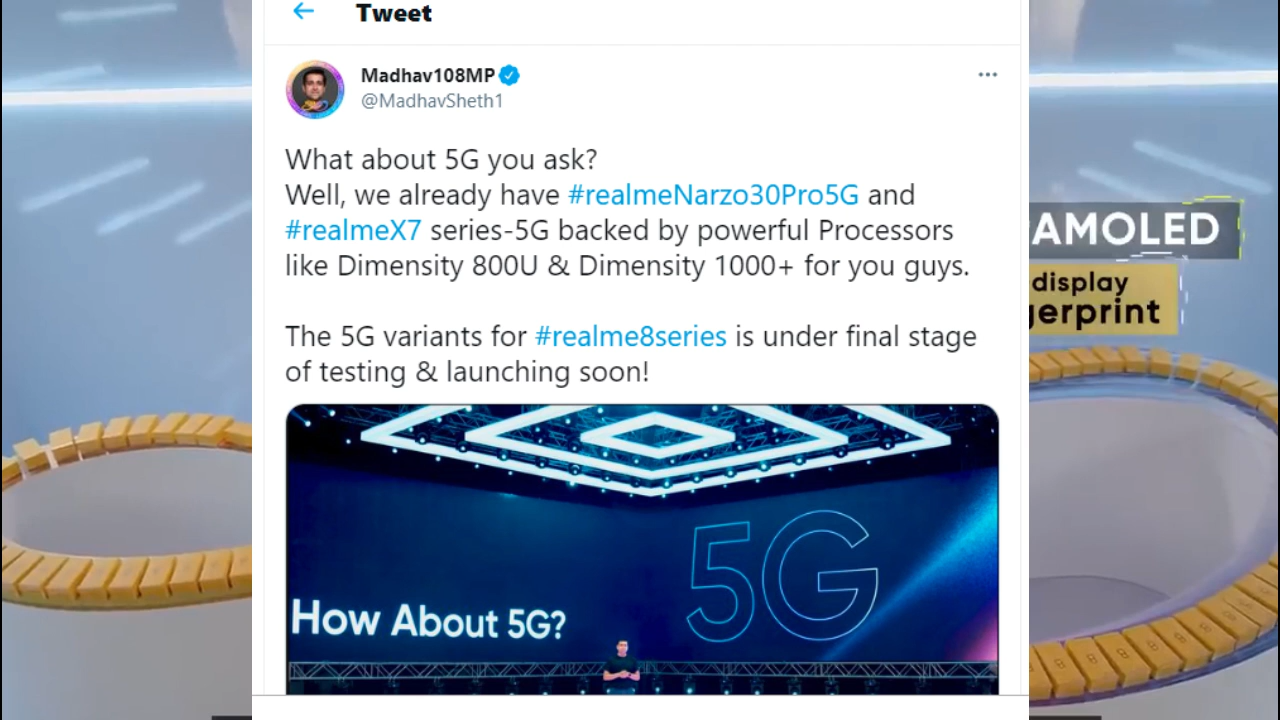 Tweet
Madhav108MP
@MadhavSheth1
What about 5G you ask?
Well, we already have #realmeNarzo30Pro5G and
#realmeX7 series-5G backed by powerful Processors
like Dimensity 800U & Dimensity 1000+ for you guys.
The 5G variants for #realme8series is under final stage
of testing & launching soon!
5G
How About 5G?
AMOLED
display
gerprint